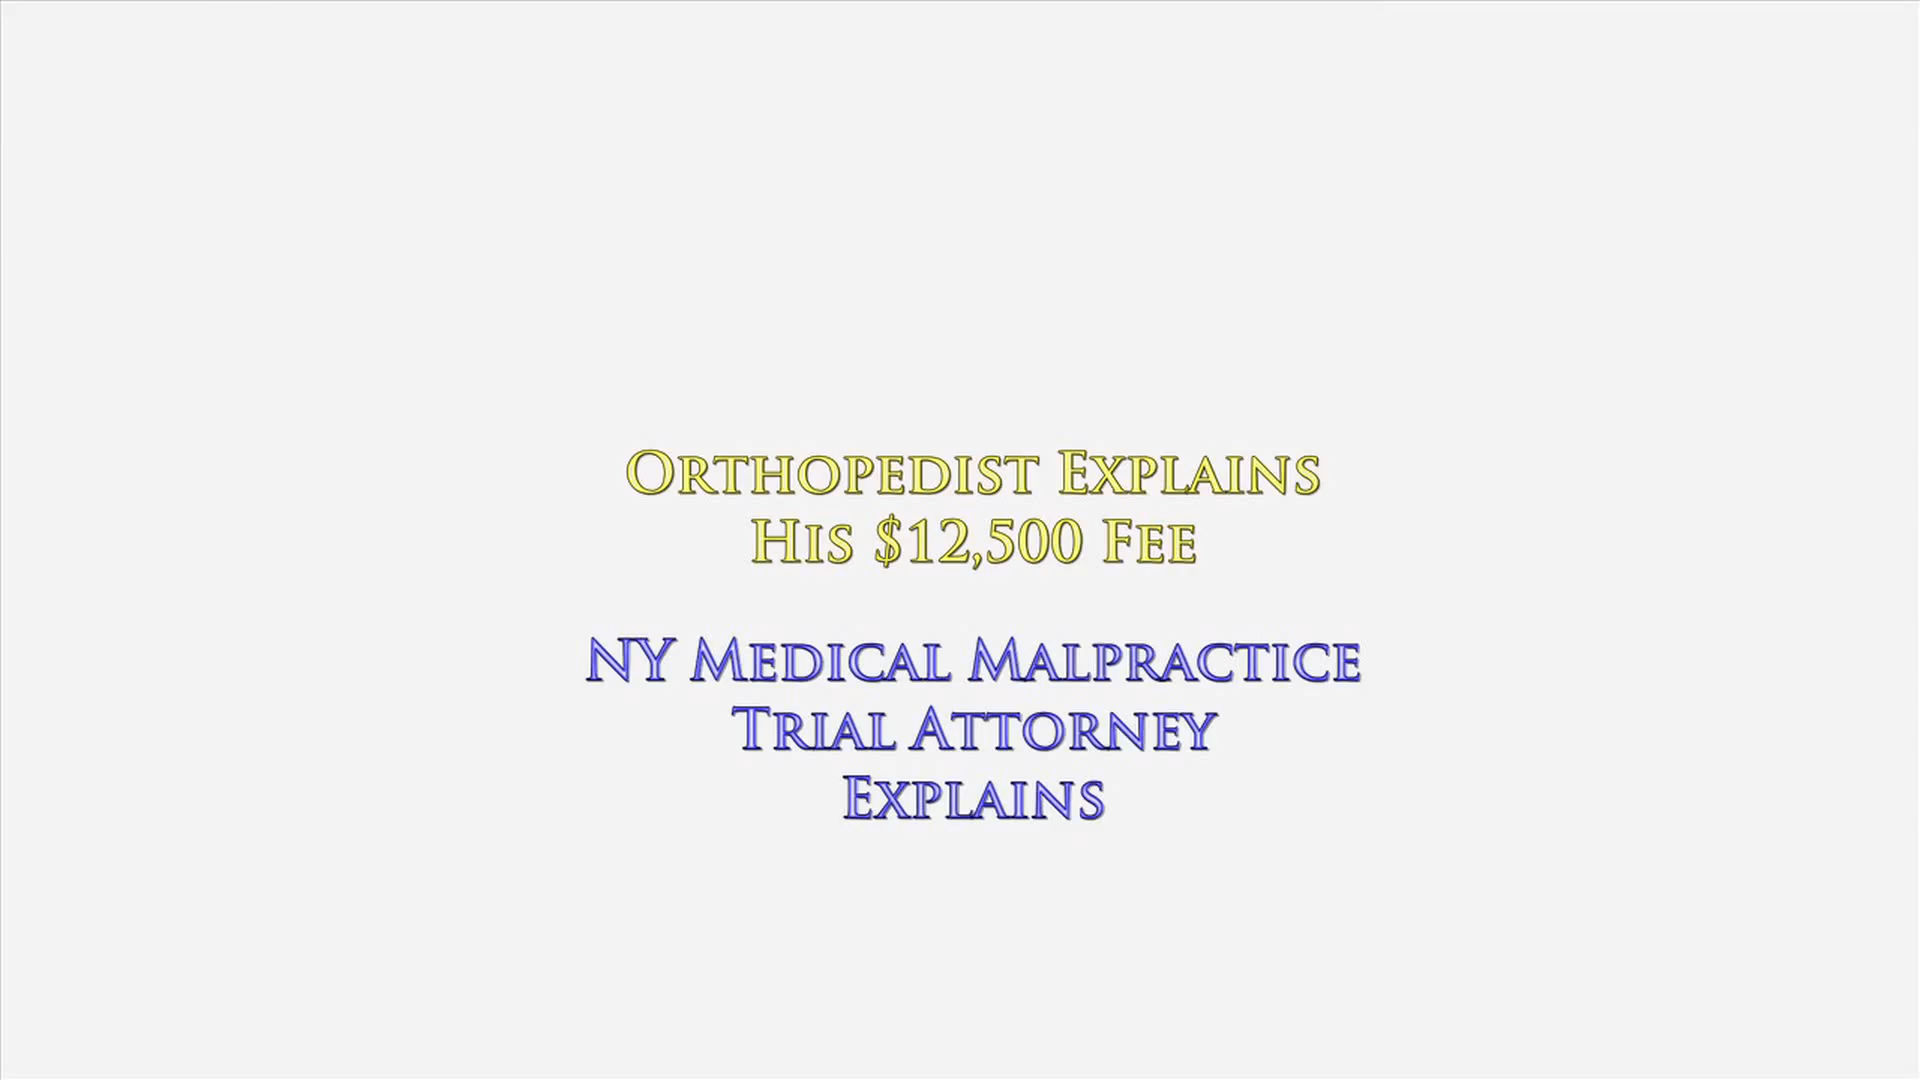 Orthopedist Explains
His $12,500 Fee
NY Medical Malpractice
Trial Attorney
Explains